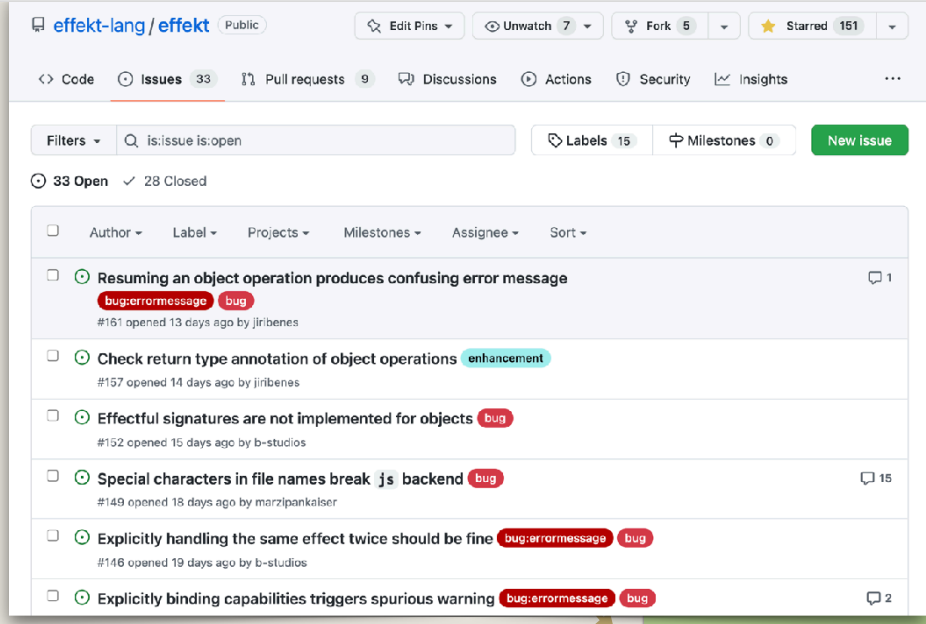 effekt-lang / effekt Public Edit Pins Unwatch 7 Fork 5 Starred 151
Code Issues 33 Pull requests 9 Discussions Actions Security Insights ...
Filters is:issue is:open Labels 15 Milestones 0 New issue
33 Open 28 Closed
Author Label Projects Milestones Assignee Sort
Resuming an object operation produces confusing error message 1
bug:errormessage bug
#161 opened 13 days ago by jiribenes
Check return type annotation of object operations enhancement
#157 opened 14 days ago by jiribenes
Effectful signatures are not implemented for objects bug
#152 opened 15 days ago by b-studios
Special characters in file names break js backend bug 15
#149 opened 18 days ago by marzipankaiser
Explicitly handling the same effect twice should be fine bug:errormessage bug
#146 opened 19 days ago by b-studios
Explicitly binding capabilities triggers spurious warning bug:errormessage bug 2